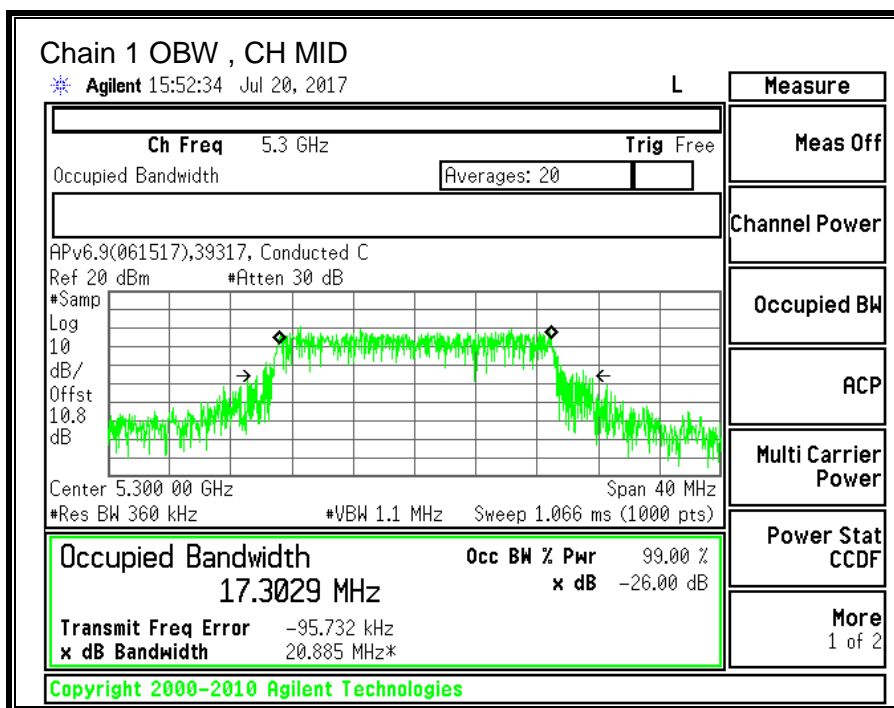 Chain 1 OBW , CH MID
Agilent 15:52:34 Jul 20, 2017 L
Measure
Ch Freq 5.3 GHz Trig Free
Meas Off
Occupied Bandwidth Averages: 20
Channel Power
APv6.9(061517),39317, Conducted C
Ref 20 dBm #Atten 30 dB
#Samp
Log
10
dB/
Offst
10.8
dB
Occupied BW
ACP
Multi Carrier
Power
Center 5.300 00 GHz Span 40 MHz
#Res BW 360 kHz #VBW 1.1 MHz Sweep 1.066 ms (1000 pts)
Power Stat
CCDF
Occupied Bandwidth Occ BW % Pwr 99.00 %
17.3029 MHz x dB -26.00 dB
Transmit Freq Error -95.732 kHz
x dB Bandwidth 20.885 MHz*
More
1 of 2
Copyright 2000-2010 Agilent Technologies